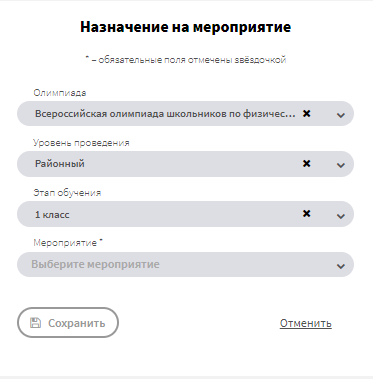 Назначение на мероприятие
* – обязательные поля отмечены звёздочкой
Олимпиада
Всероссийская олимпиада школьников по физичес...
Уровень проведения
Районный
Этап обучения
1 класс
Мероприятие *
Выберите мероприятие
Сохранить Отменить